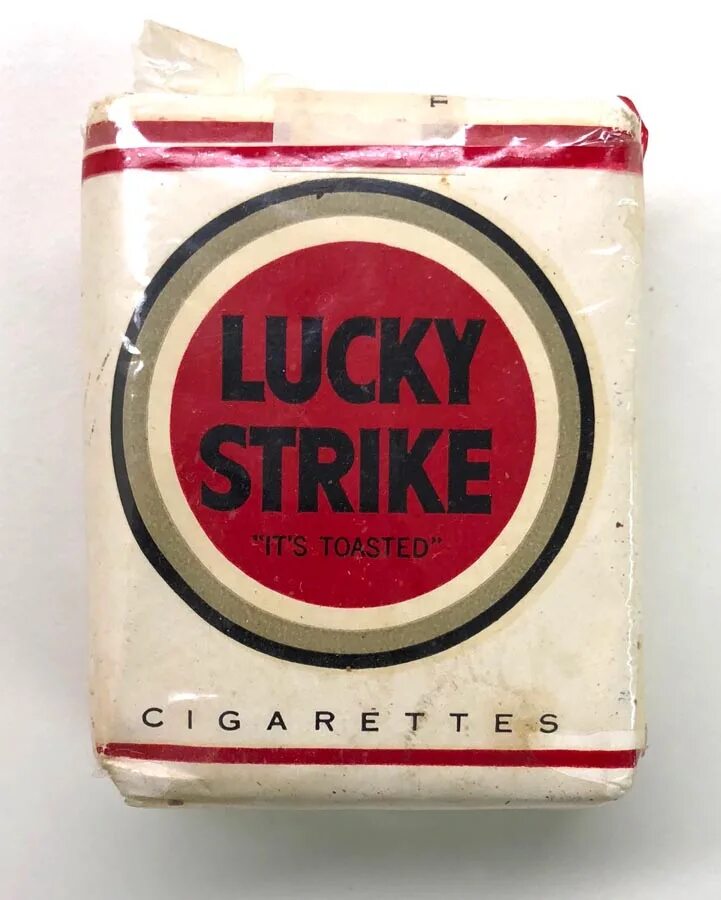 LUCKY
STRIKE
"IT'S TOASTED"
CIGARETTES